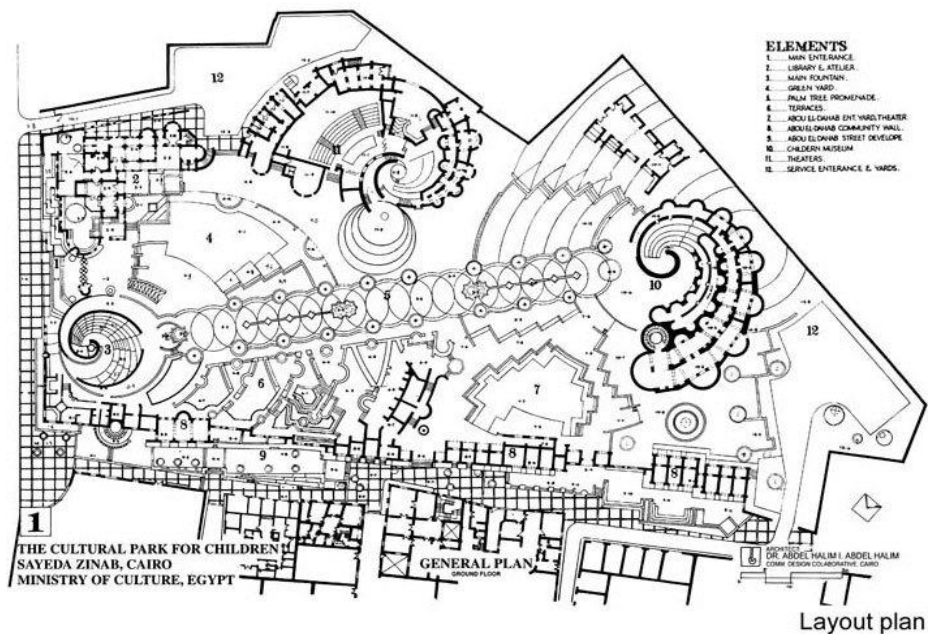 ELEMENTS
1. MAIN ENTERANCE.
2. LIBRARY & ATELIER.
3. MAIN FOUNTAIN.
4. GREEN YARD.
5. PALM TREE PROMENADE.
6. TERRACES.
7. ABOU EL-DAHAB ENT. YARD, THEATER
8. ABOU EL-DAHAB COMMUNITY WALL.
9. ABOU EL DAHAB STREET DEVELOPE
10. CHILDERN MUSEUM
11. THEATERS.
12. SERVICE ENTERANCE & YARDS.
12
11
2
4
1
5
10
12
3
6
7
8
9
8
8
1
THE CULTURAL PARK FOR CHILDREN
SAYEDA ZINAB, CAIRO
MINISTRY OF CULTURE, EGYPT
GENERAL PLAN
GROUND FLOOR
ARCHITECT:
DR. ABDEL HALIM I. ABDEL HALIM
COMM. DESIGN COLABORATIVE, CAIRO
Layout plan